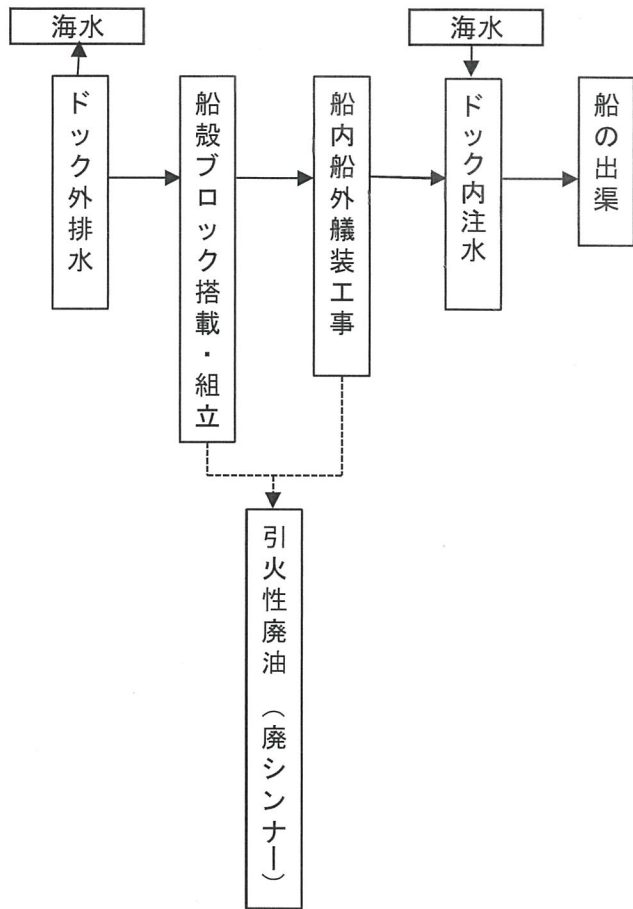 海水
海水
ドック外排水
船殻ブロック搭載・組立
船内船外艤装工事
ドック内注水
船の出渠
引火性廃油 (廃シンナー)